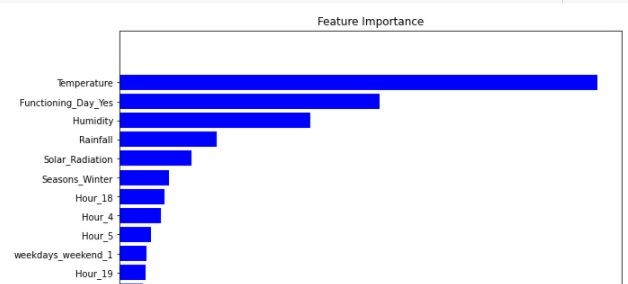 Feature Importance
Temperature
Functioning_Day_Yes
Humidity
Rainfall
Solar_Radiation
Seasons_Winter
Hour_18
Hour_4
Hour_5
weekdays_weekend_1
Hour_19